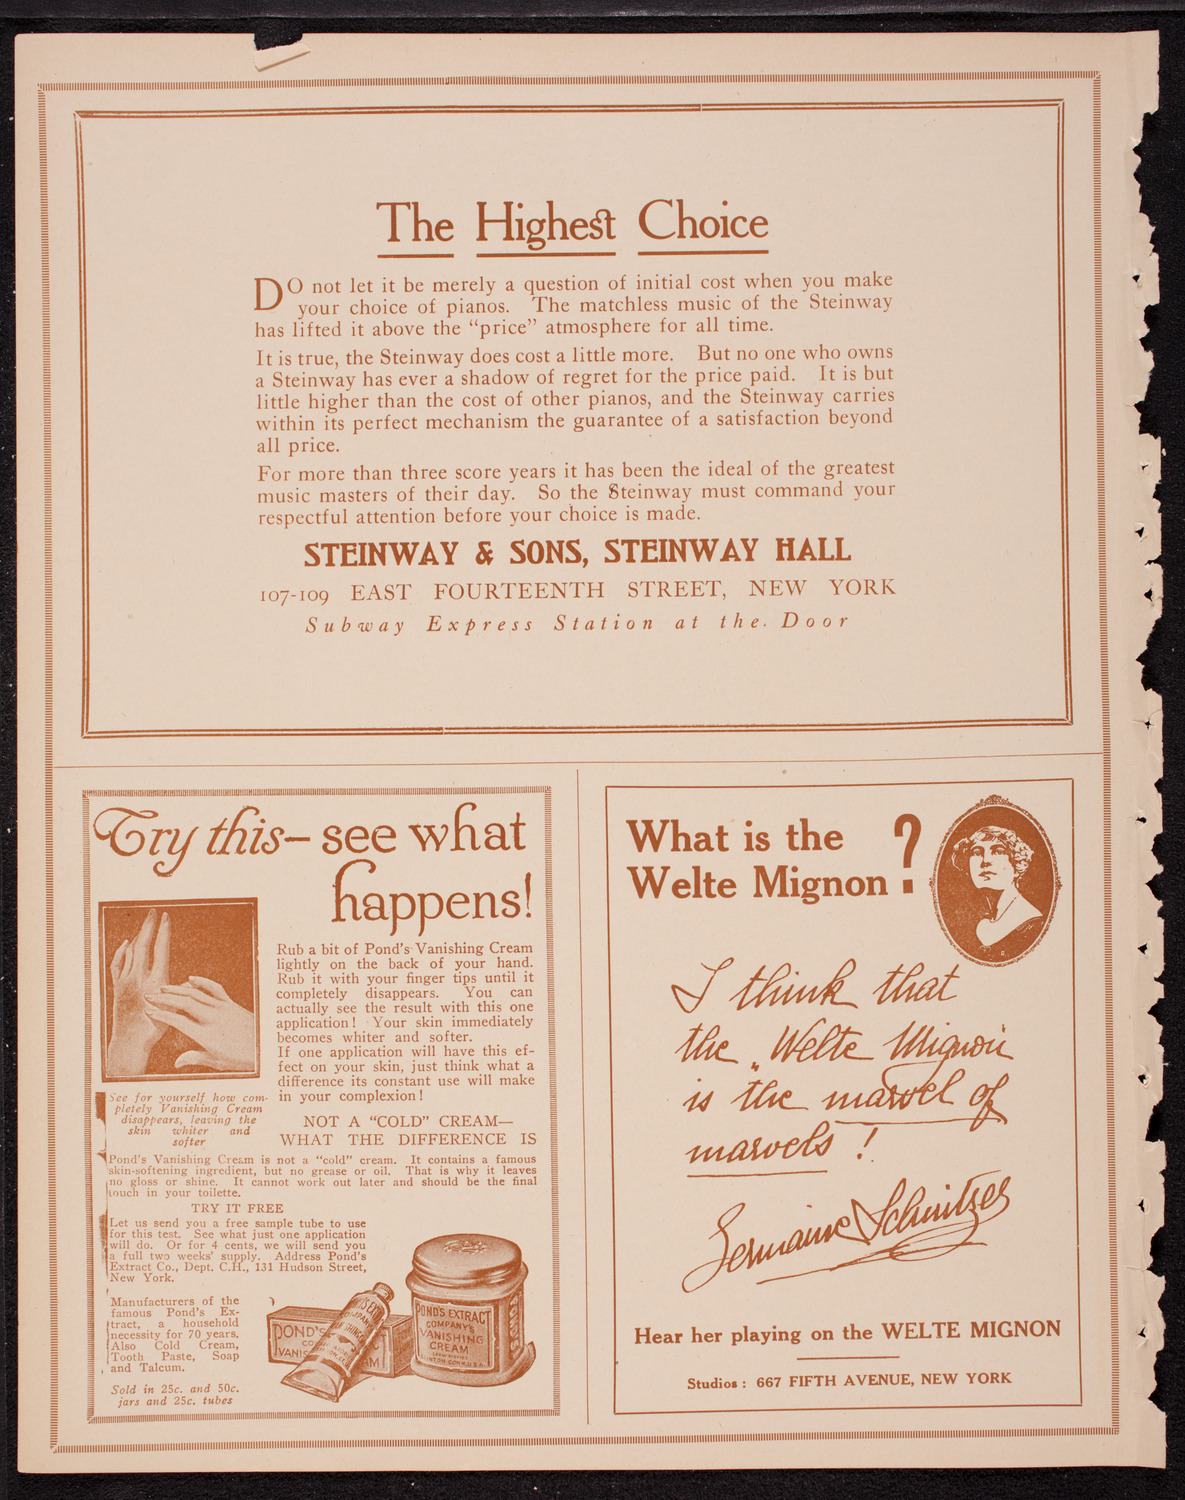 The Highest Choice
DO not let it be merely a question of initial cost when you make
your choice of pianos. The matchless music of the Steinway
has lifted it above the “price” atmosphere for all time.
It is true, the Steinway does cost a little more. But no one who owns
a Steinway has ever a shadow of regret for the price paid. It is but
little higher than the cost of other pianos, and the Steinway carries
within its perfect mechanism the guarantee of a satisfaction beyond
all price.
For more than three score years it has been the ideal of the greatest
music masters of their day. So the Steinway must command your
respectful attention before your choice is made.
STEINWAY & SONS, STEINWAY HALL
107-109 EAST FOURTEENTH STREET, NEW YORK
Subway Express Station at the. Door
Try this—see what
happens!
Rub a bit of Pond's Vanishing Cream
lightly on the back of your hand.
Rub it with your finger tips until it
completely disappears. You can
actually see the result with this one
application! Your skin immediately
becomes whiter and softer.
If one application will have this ef-
fect on your skin, just think what a
difference its constant use will make
in your complexion!
See for yourself how com-
pletely Vanishing Cream
disappears, leaving the
skin whiter and
softer
NOT A “COLD” CREAM—
WHAT THE DIFFERENCE IS
Pond's Vanishing Cream is not a “cold” cream. It contains a famous
skin-softening ingredient, but no grease or oil. That is why it leaves
no gloss or shine. It cannot work out later and should be the final
touch in your toilette.
TRY IT FREE
Let us send you a free sample tube to use
for this test. See what just one application
will do. Or for 4 cents, we will send you
a full two weeks' supply. Address Pond's
Extract Co., Dept. C.H., 131 Hudson Street,
New York.
Manufacturers of the
famous Pond's Ex-
tract, a household
necessity for 70 years.
Also Cold Cream,
Tooth Paste, Soap
and Talcum.
Sold in 25c. and 50c.
jars and 25c. tubes
POND'S EXTRACT
COMPANY'S
VANISHING
CREAM
What is the
Welte Mignon?
I think that
the „Welte Mignon
is the marvel of
marvels!
Germaine Schnitzer
Hear her playing on the WELTE MIGNON
Studios: 667 FIFTH AVENUE, NEW YORK